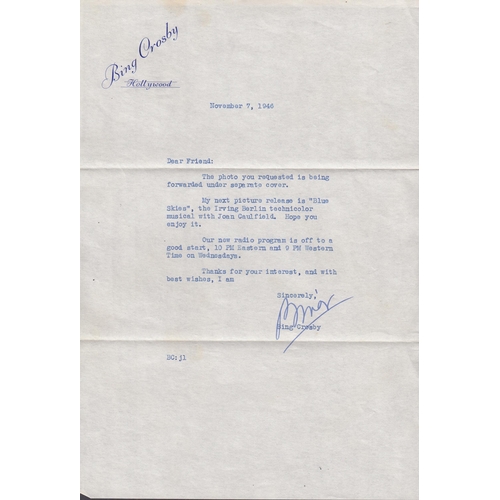 Bing Crosby
Hollywood
November 7, 1946
Dear Friend:
The photo you requested is being
forwarded under separate cover.
My next picture release is "Blue
Skies", the Irving Berlin technicolor
musical with Joan Caulfield. Hope you
enjoy it.
Our new radio program is off to a
good start, 10 PM Eastern and 9 PM Western
Time on Wednesdays.
Thanks for your interest, and with
best wishes, I am
Sincerely,
Bing
Bing Crosby
BC:jl